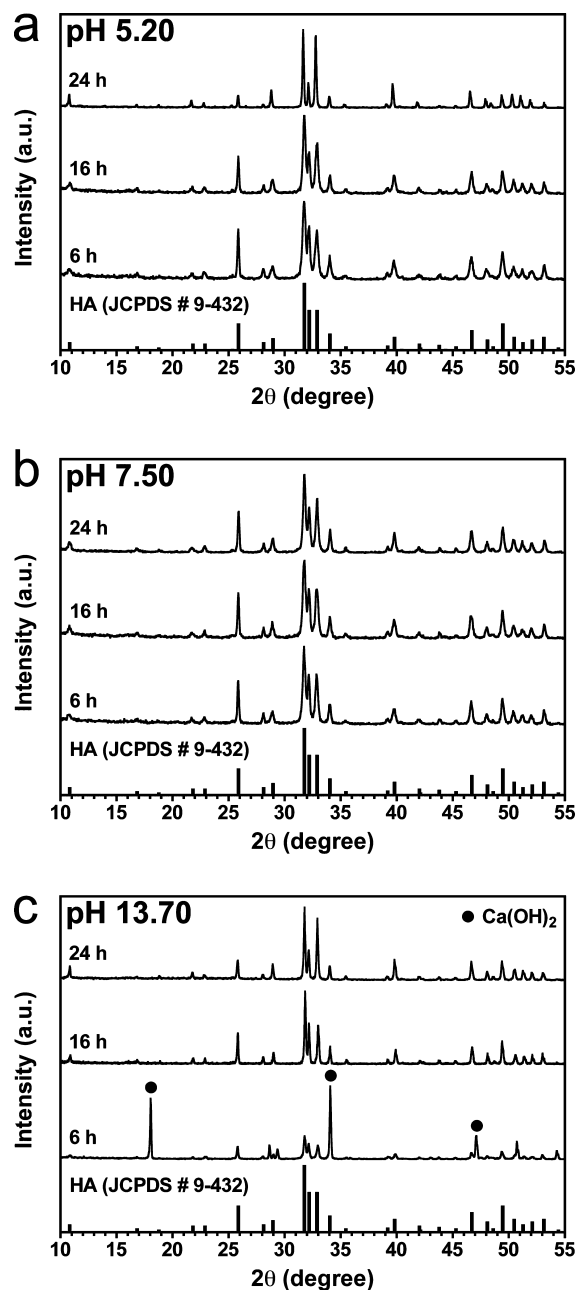 a
pH 5.20
24 h
16 h
6 h
HA (JCPDS # 9-432)
Intensity (a.u.)
10 15 20 25 30 35 40 45 50 55
2θ (degree)
b
pH 7.50
24 h
16 h
6 h
HA (JCPDS # 9-432)
Intensity (a.u.)
10 15 20 25 30 35 40 45 50 55
2θ (degree)
c
pH 13.70
Ca(OH)₂
24 h
16 h
6 h
HA (JCPDS # 9-432)
Intensity (a.u.)
10 15 20 25 30 35 40 45 50 55
2θ (degree)